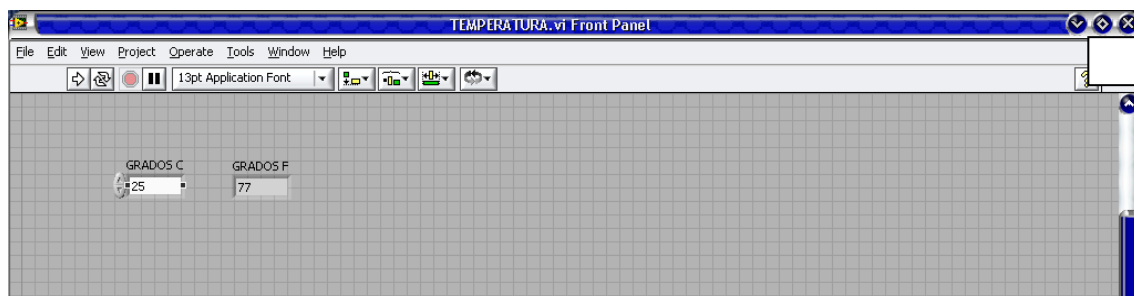 TEMPERATURA.vi Front Panel
File Edit View Project Operate Tools Window Help
13pt Application Font
GRADOS C GRADOS F
25 77